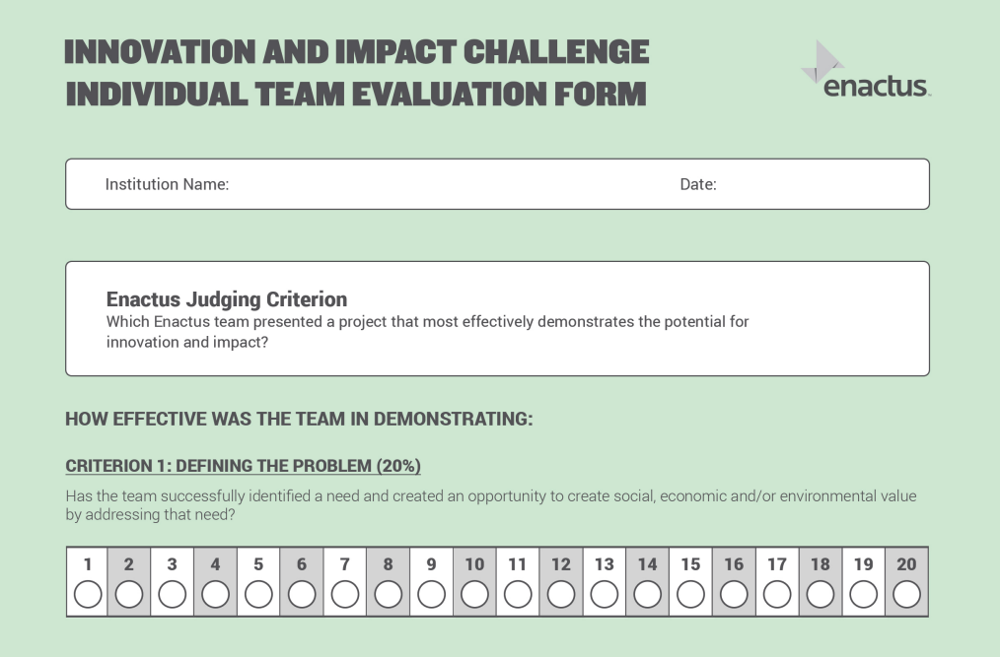 INNOVATION AND IMPACT CHALLENGE
INDIVIDUAL TEAM EVALUATION FORM
enactus™
Institution Name: Date:
Enactus Judging Criterion
Which Enactus team presented a project that most effectively demonstrates the potential for
innovation and impact?
HOW EFFECTIVE WAS THE TEAM IN DEMONSTRATING:
CRITERION 1: DEFINING THE PROBLEM (20%)
Has the team successfully identified a need and created an opportunity to create social, economic and/or environmental value
by addressing that need?
1 2 3 4 5 6 7 8 9 10 11 12 13 14 15 16 17 18 19 20